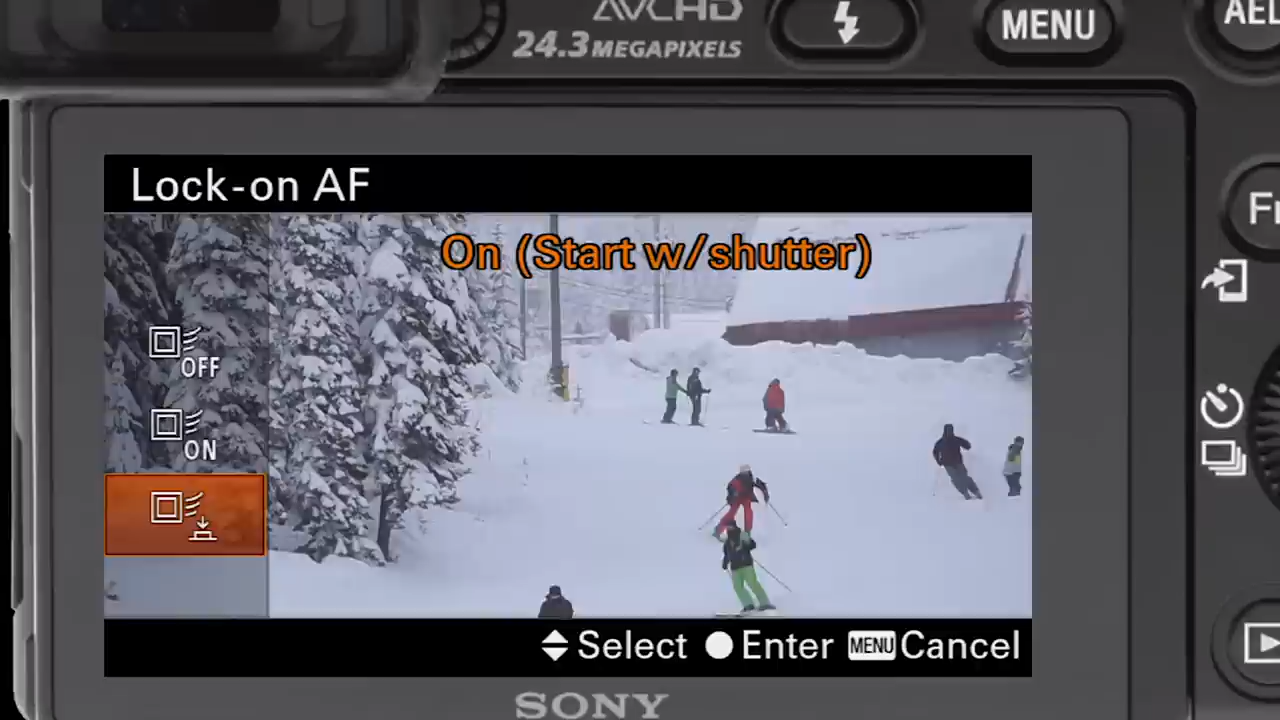 AVCHD
24.3 MEGAPIXELS
MENU
AEL
Lock-on AF
On (Start w/shutter)
OFF
ON
Select Enter MENU Cancel
SONY